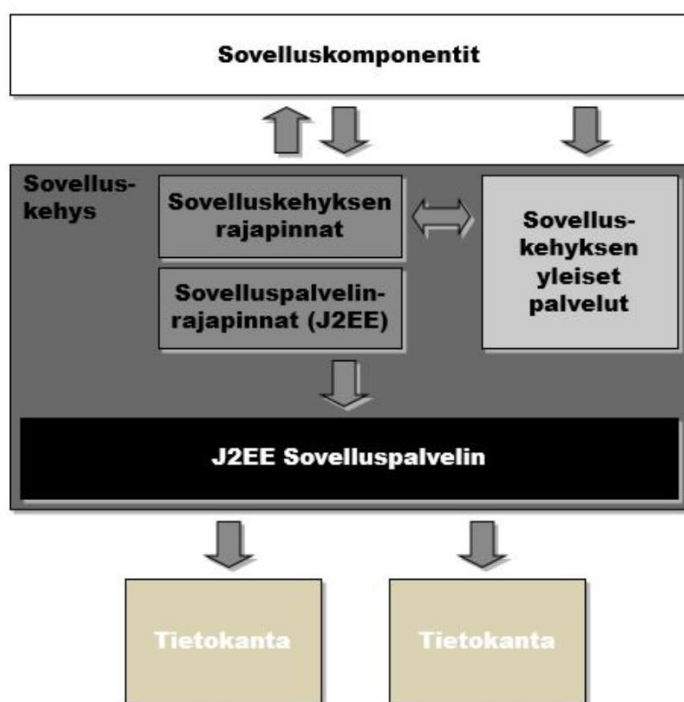 Sovelluskomponentit
Sovellus-
kehys
Sovelluskehyksen
rajapinnat
Sovelluspalvelin-
rajapinnat (J2EE)
Sovellus-
kehyksen
yleiset
palvelut
J2EE Sovelluspalvelin
Tietokanta
Tietokanta